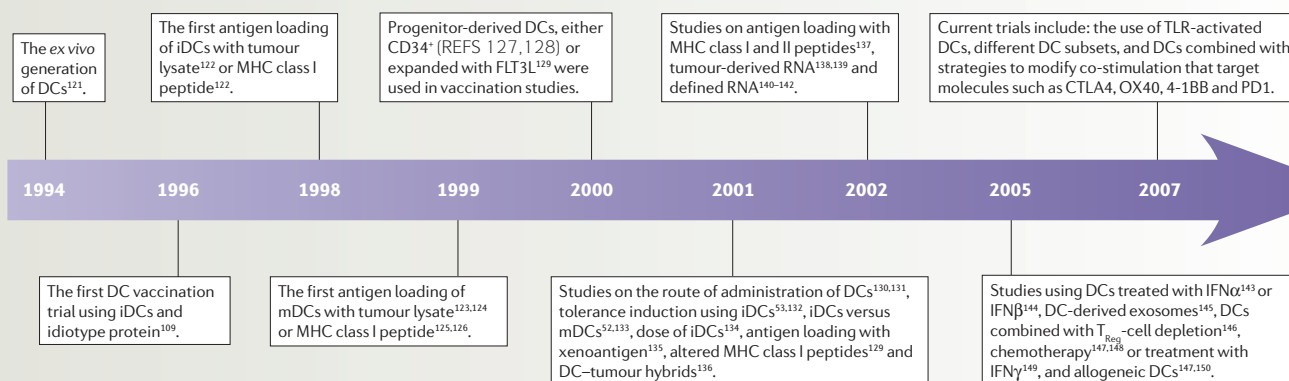 The ex vivo
generation
of DCs¹²¹.
The first antigen loading
of iDCs with tumour
lysate¹²² or MHC class I
peptide¹²².
Progenitor-derived DCs, either
CD34⁺ (REFS 127,128) or
expanded with FLT3L¹²⁹ were
used in vaccination studies.
Studies on antigen loading with
MHC class I and II peptides¹³⁷,
tumour-derived RNA¹³⁸,¹³⁹ and
defined RNA¹⁴⁰⁻¹⁴².
Current trials include: the use of TLR-activated
DCs, different DC subsets, and DCs combined with
strategies to modify co-stimulation that target
molecules such as CTLA4, OX40, 4-1BB and PD1.
1994 1996 1998 1999 2000 2001 2002 2005 2007
The first DC vaccination
trial using iDCs and
idiotype protein¹⁰⁹.
The first antigen loading of
mDCs with tumour lysate¹²³,¹²⁴
or MHC class I peptide¹²⁵,¹²⁶.
Studies on the route of administration of DCs¹³⁰,¹³¹,
tolerance induction using iDCs⁵³,¹³², iDCs versus
mDCs⁵²,¹³³, dose of iDCs¹³⁴, antigen loading with
xenoantigen¹³⁵, altered MHC class I peptides¹²⁹ and
DC–tumour hybrids¹³⁶.
Studies using DCs treated with IFNα¹⁴³ or
IFNβ¹⁴⁴, DC-derived exosomes¹⁴⁵, DCs
combined with T_Reg-cell depletion¹⁴⁶,
chemotherapy¹⁴⁷,¹⁴⁸ or treatment with
IFNγ¹⁴⁹, and allogeneic DCs¹⁴⁷,¹⁵⁰.